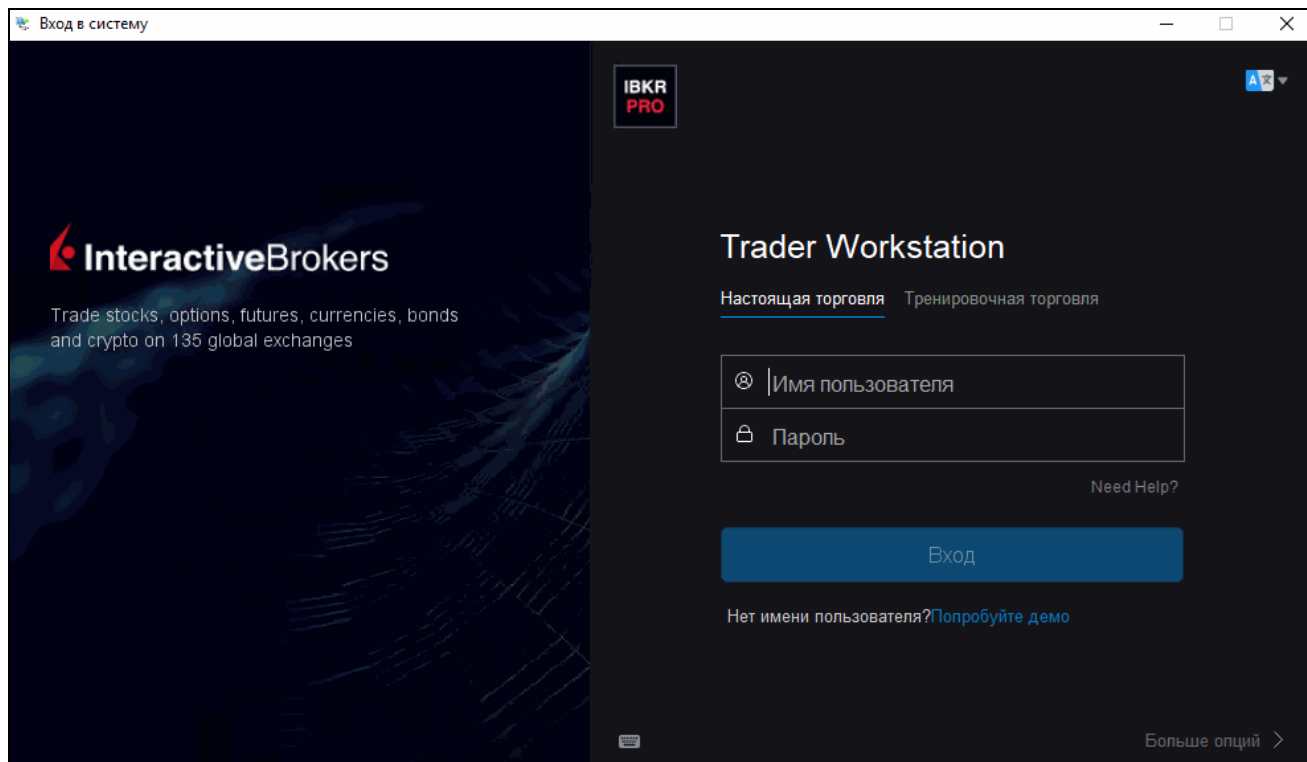 Вход в систему
IBKR
PRO
InteractiveBrokers
Trade stocks, options, futures, currencies, bonds
and crypto on 135 global exchanges
Trader Workstation
Настоящая торговля Тренировочная торговля
Имя пользователя
Пароль
Need Help?
Вход
Нет имени пользователя?Попробуйте демо
Больше опций